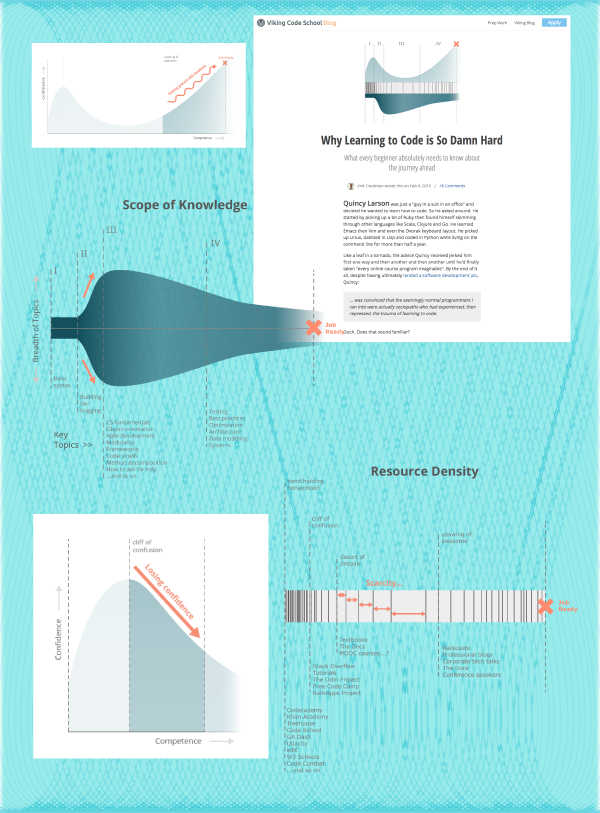 Viking Code School Blog
Prep Work
Viking Blog
Apply
Confidence
Competence
I
II
III
IV
Why Learning to Code is So Damn Hard
What every beginner absolutely needs to know about
the journey ahead
Erik Trautman wrote this on Feb 4, 2015 / 78 Comments
Quincy Larson was just a "guy in a suit in an office" and
decided he wanted to learn how to code. So he asked around. He
started by picking up a bit of Ruby then found himself skimming
through other languages like Scala, Clojure and Go. He learned
Emacs then Vim and even the Dvorak keyboard layout. He picked
up Linux, dabbled in Lisp and coded in Python while living on the
command line for more than half a year.
Like a leaf in a tornado, the advice Quincy received jerked him
first one way and then another and then another until he'd finally
taken "every online course program imaginable". By the end of it
all, despite having ultimately landed a software development job,
Quincy:
... was convinced that the seemingly normal programmers I
ran into were actually sociopaths who had experienced, then
repressed, the trauma of learning to code.
Ouch. Does that sound familiar?
Scope of Knowledge
III
II
IV
Breadth of Topics
Job
Ready
Basic
syntax
Building
De-
bugging
Key
Topics >>
CS fundamentals
Object-orientation
Agile development
Modularity
Frameworks
Code smells
Method decomposition
How to ask for help
...and so on
Testing
Best practices
Optimization
Architecture
Data modeling
Systems
Resource Density
hand holding
honeymoon
cliff of
confusion
desert of
despair
upswing of
awesome
Scarcity...
Job
Ready
Textbooks
The Docs
MOOC courses...?
Railscasts
Professional blogs
Corporate tech talks
The Docs
Conference speakers
Stack Overflow
Tutorials
The Odin Project
Free Code Camp
RailsApps Project
Codecademy
Khan Academy
Treehouse
Code School
GA Dash
Udacity
edX
W3 Schools
Code Combat
...and so on
cliff of
confusion
Losing confidence
Confidence
Competence